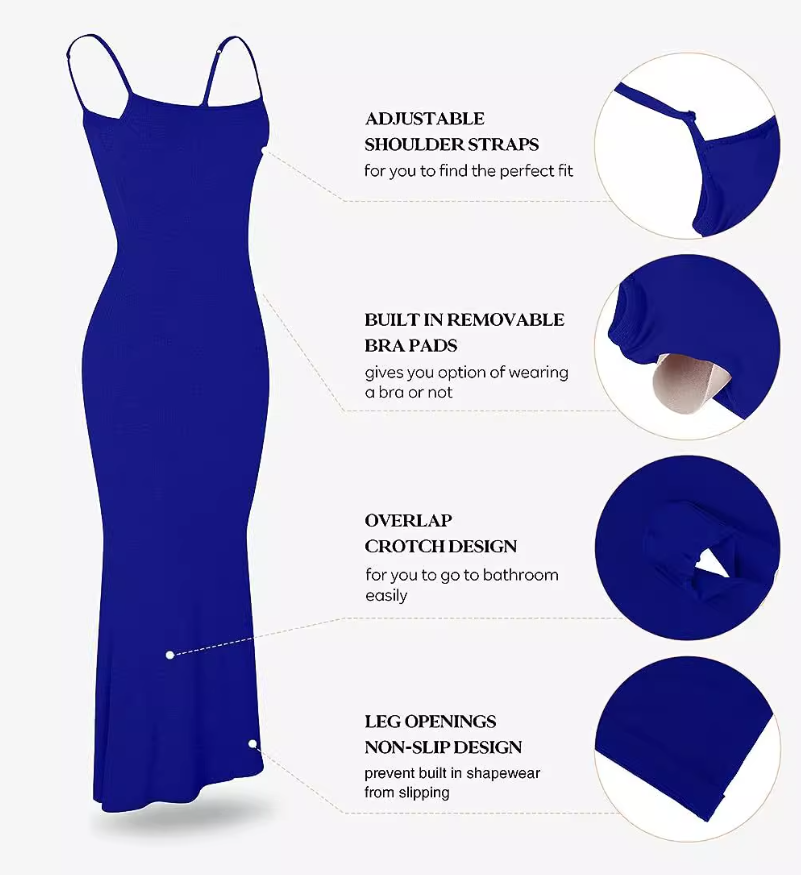 ADJUSTABLE
SHOULDER STRAPS
for you to find the perfect fit
BUILT IN REMOVABLE
BRA PADS
gives you option of wearing
a bra or not
OVERLAP
CROTCH DESIGN
for you to go to bathroom
easily
LEG OPENINGS
NON-SLIP DESIGN
prevent built in shapewear
from slipping